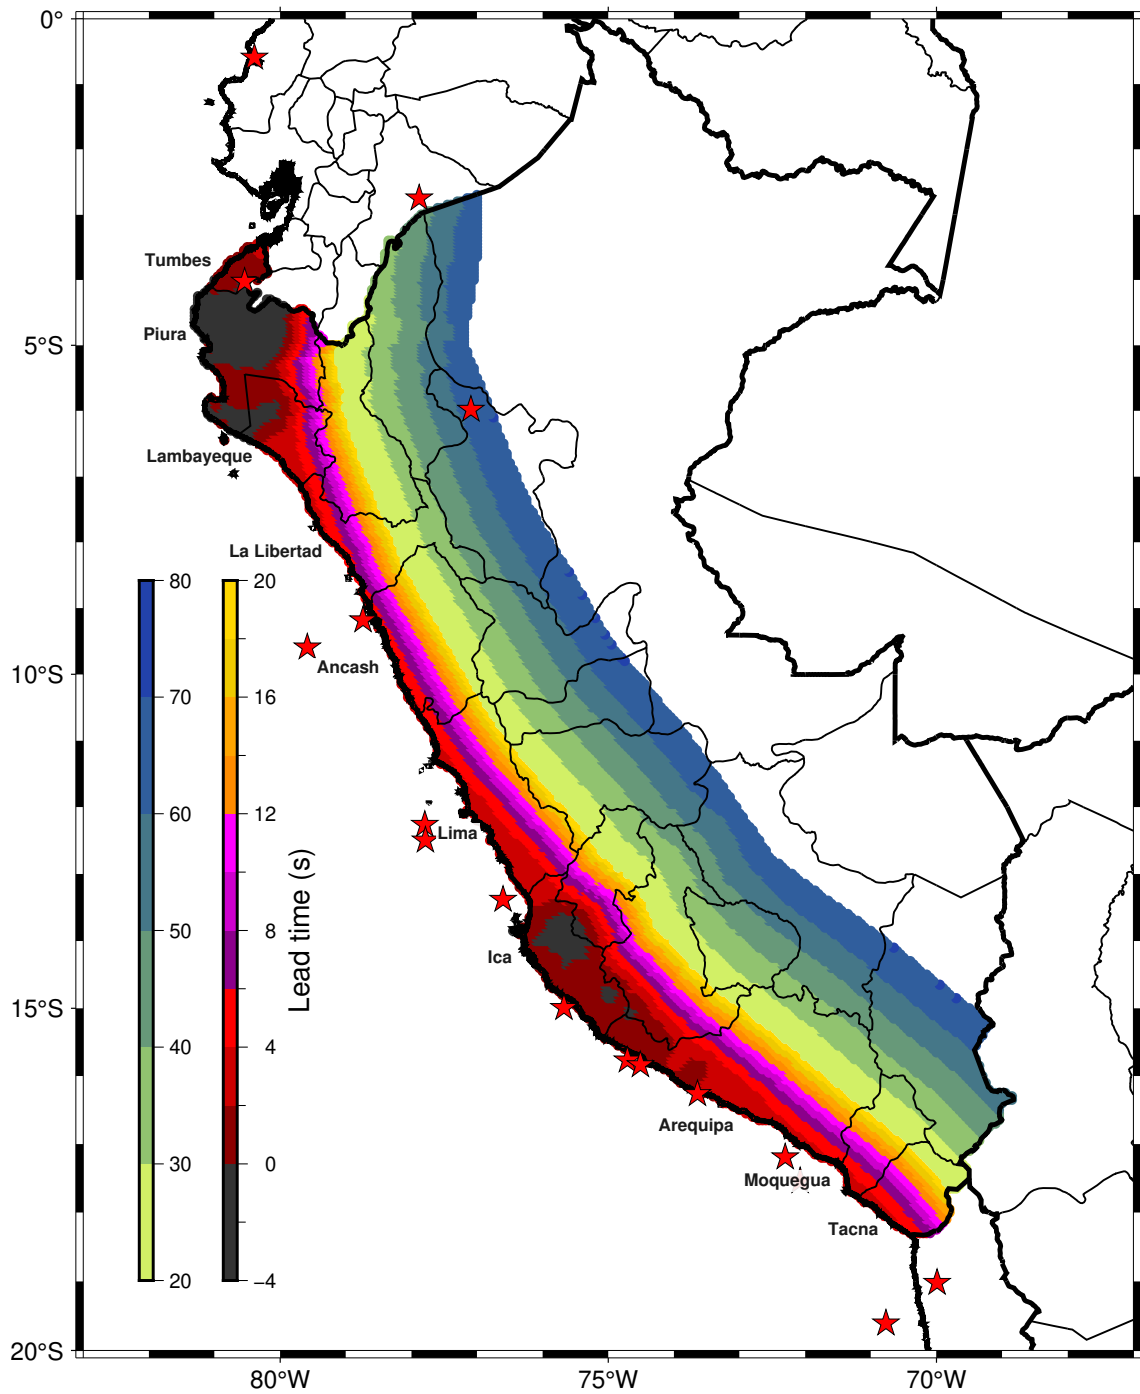 0°
Tumbes
Piura
5°S
Lambayeque
La Libertad
80 20
70 16
Ancash
10°S
60 12
Lima
50 8
Lead time (s)
Ica
15°S
40 4
Arequipa
30 0
Moquegua
Tacna
20 −4
20°S
80°W 75°W 70°W